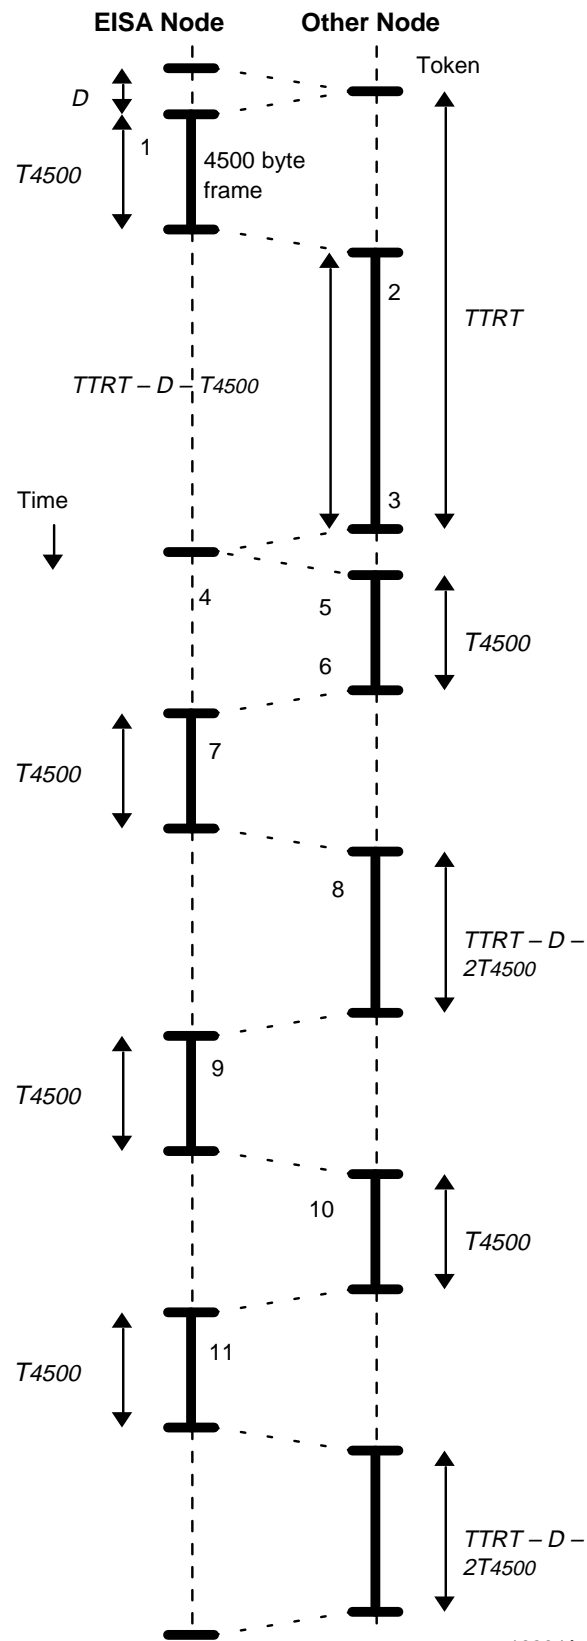 EISA Node Other Node
Token
D
1
T4500
4500 byte
frame
2
TTRT
TTRT – D – T4500
3
Time
4
5
T4500
6
7
T4500
8
TTRT – D –
2T4500
9
T4500
10
T4500
11
T4500
TTRT – D –
2T4500